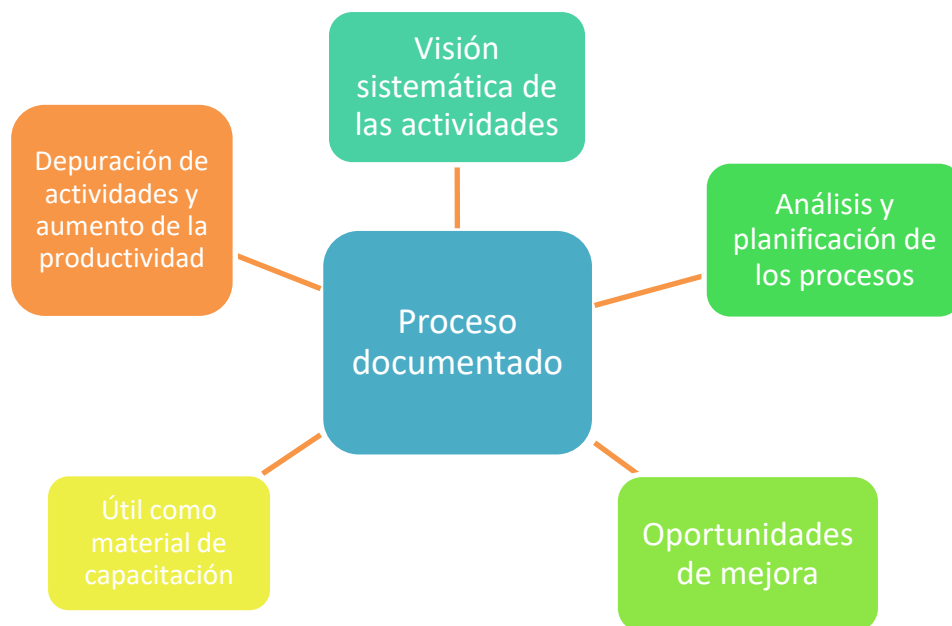 Visión
sistemática de
las actividades
Depuración de
actividades y
aumento de la
productividad
Análisis y
planificación de
los procesos
Proceso
documentado
Útil como
material de
capacitación
Oportunidades
de mejora